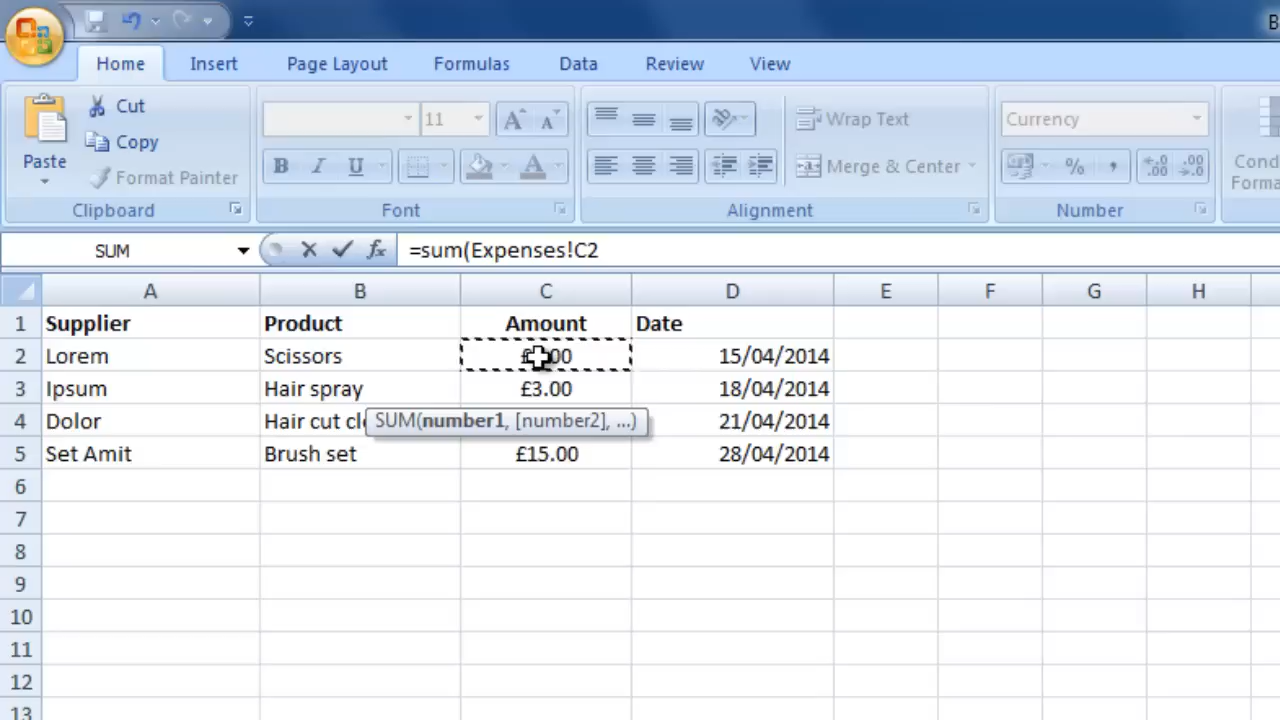 B
Home Insert Page Layout Formulas Data Review View
Cut
Copy
Paste
Format Painter
11
B I U A
Wrap Text
Merge & Center
Currency
% ,
Cond
Forma
Clipboard Font Alignment Number
SUM fx =sum(Expenses!C2
A B C D E F G H
1 Supplier Product Amount Date
2 Lorem Scissors 15/04/2014
3 Ipsum Hair spray £3.00 18/04/2014
4 Dolor Hair cut SUM(number1, [number2], ...) 21/04/2014
5 Set Amit Brush set £15.00 28/04/2014
6
7
8
9
10
11
12
13